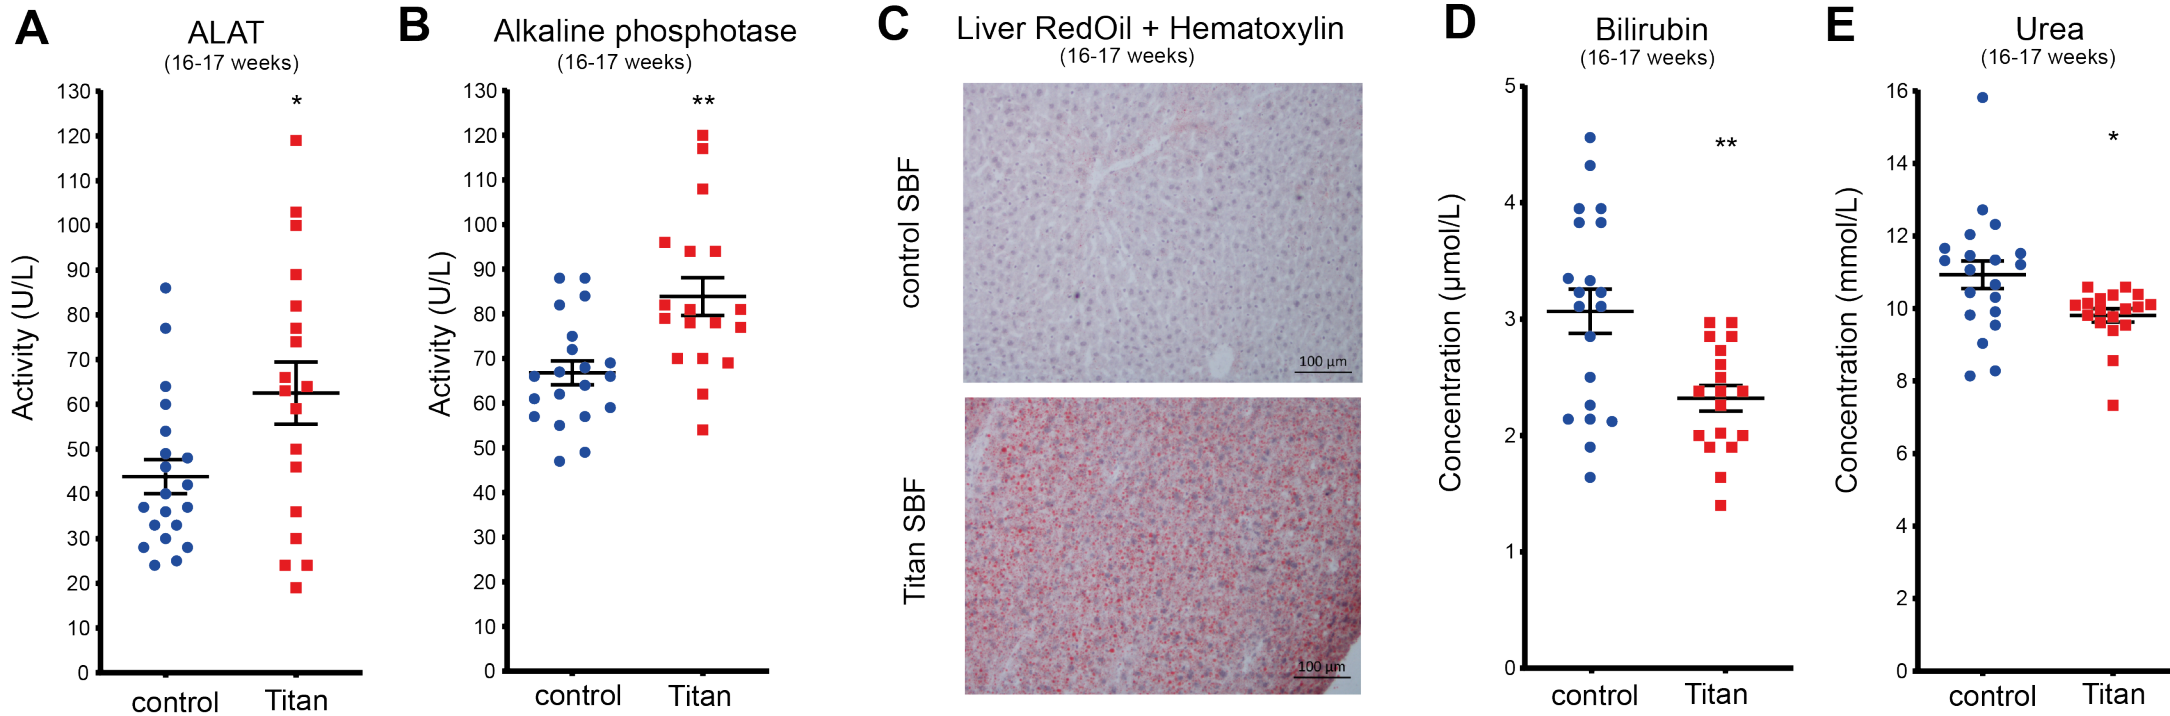 A
ALAT
(16-17 weeks)
*
Activity (U/L)
130
120
110
100
90
80
70
60
50
40
30
20
10
0
control
Titan
B
Alkaline phosphotase
(16-17 weeks)
**
Activity (U/L)
130
120
110
100
90
80
70
60
50
40
30
20
10
0
control
Titan
C
Liver RedOil + Hematoxylin
(16-17 weeks)
control SBF
100 µm
Titan SBF
100 µm
D
Bilirubin
(16-17 weeks)
**
Concentration (µmol/L)
5
4
3
2
1
0
control
Titan
E
Urea
(16-17 weeks)
*
Concentration (mmol/L)
16
14
12
10
8
6
4
2
0
control
Titan